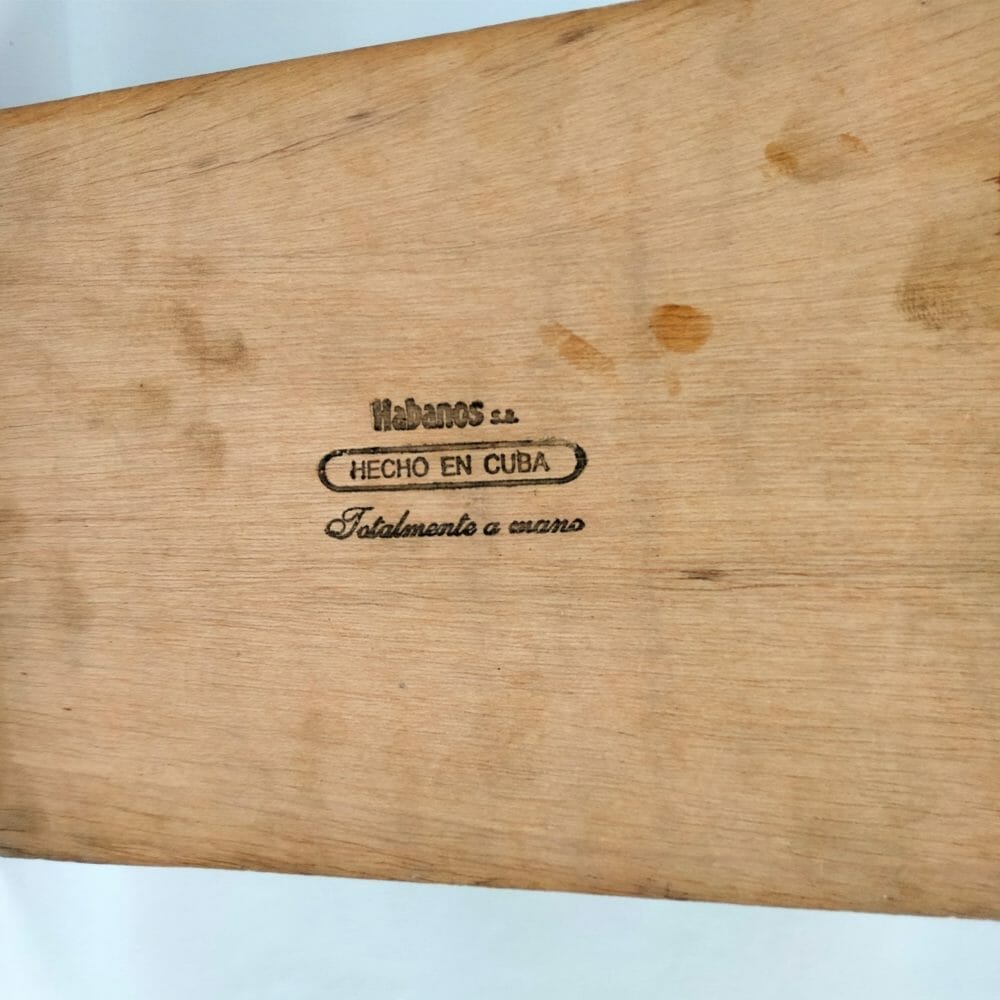 Habanos s.a.
HECHO EN CUBA
Totalmente a mano